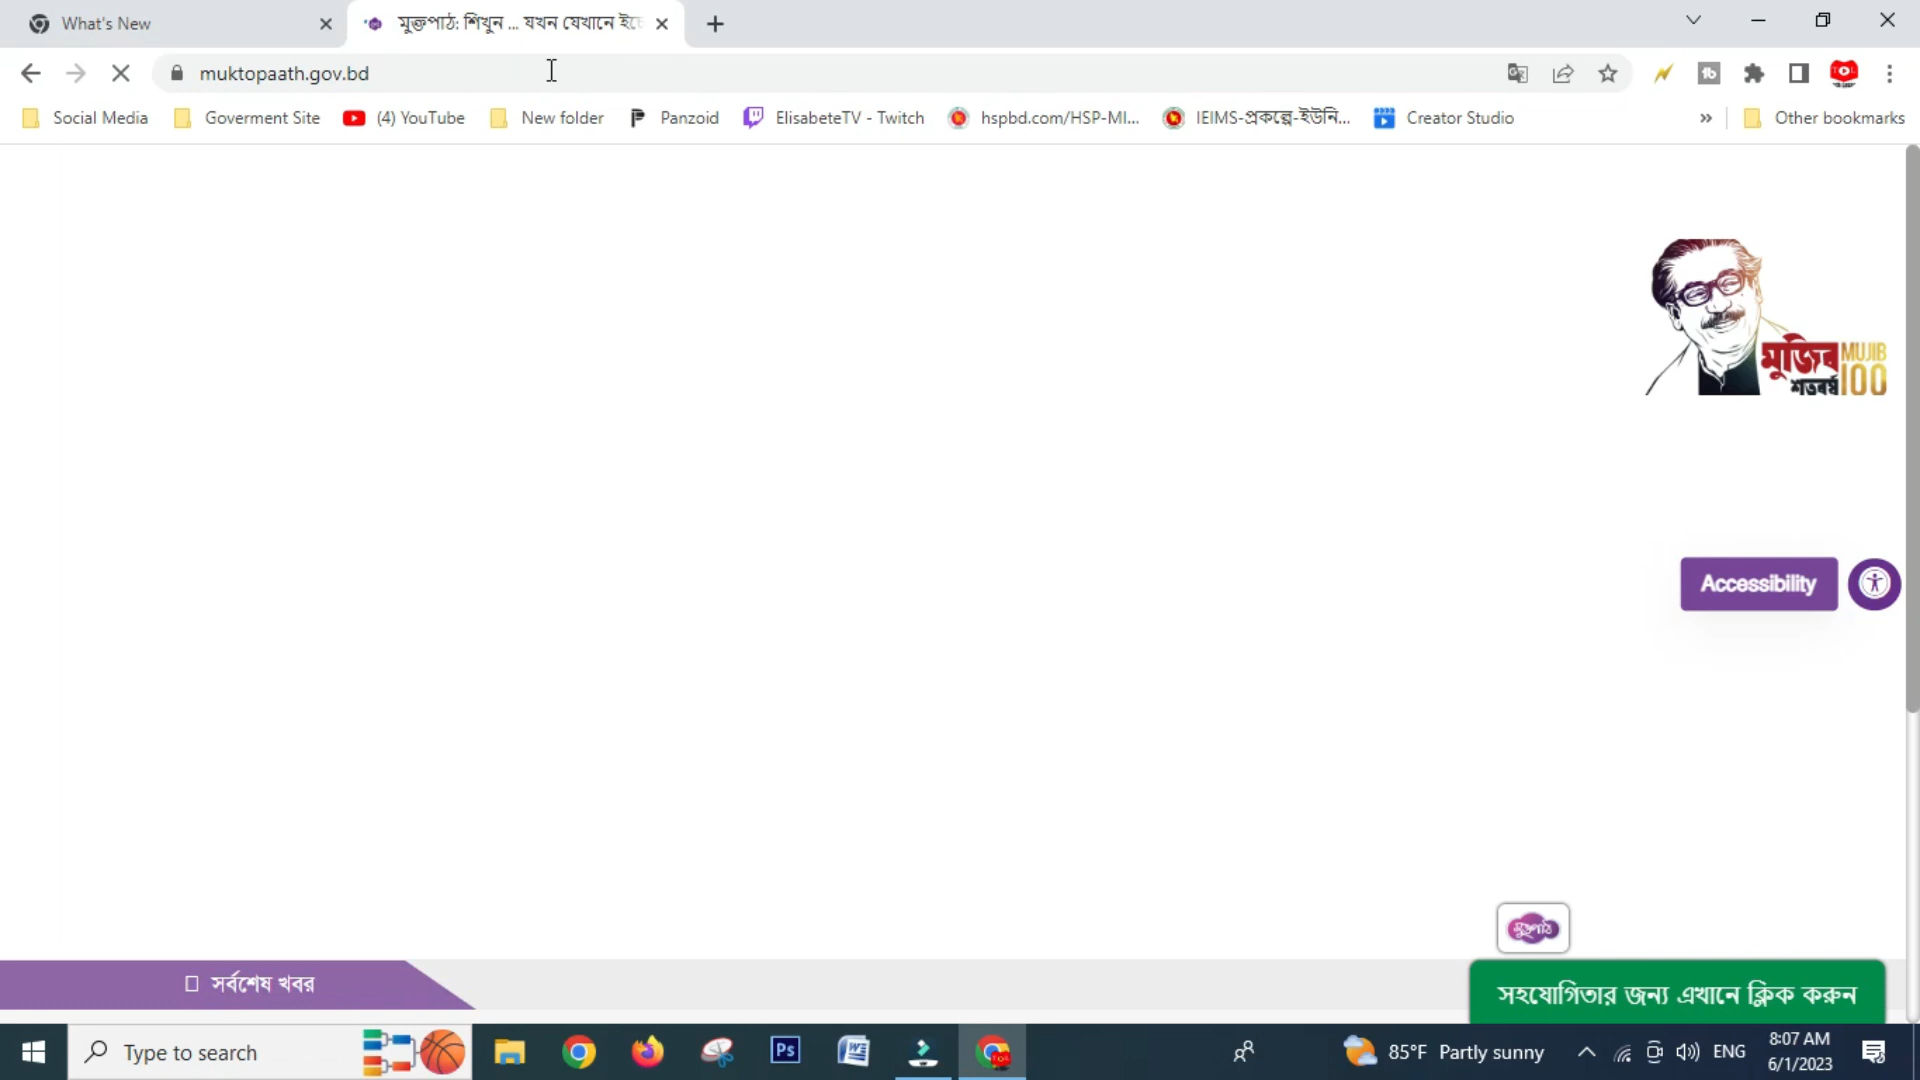 What's New
মুক্তপাঠ: শিখুন ... যখন যেখানে ইচ্ছে
muktopaath.gov.bd
Social Media
Goverment Site
(4) YouTube
New folder
Panzoid
ElisabeteTV - Twitch
hspbd.com/HSP-MI...
IEIMS-প্রকল্পে-ইউনি...
Creator Studio
»
Other bookmarks
মুজিব MUJIB
শতবর্ষ 100
Accessibility
মুক্তপাঠ
সর্বশেষ খবর
সহযোগিতার জন্য এখানে ক্লিক করুন
Type to search
Ps
85°F Partly sunny
ENG
8:07 AM
6/1/2023